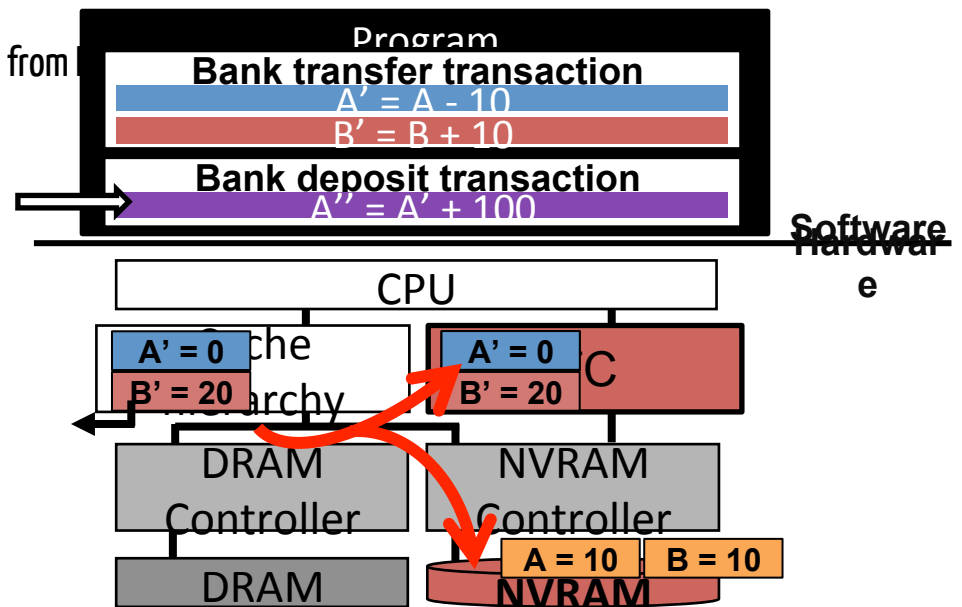 Program
from
Bank transfer transaction
A' = A - 10
B' = B + 10
Bank deposit transaction
A'' = A' + 100
Software
Hardwar
e
CPU
A' = 0
B' = 20
A' = 0
B' = 20
C
DRAM
Controller
NVRAM
Controller
A = 10
B = 10
DRAM
NVRAM